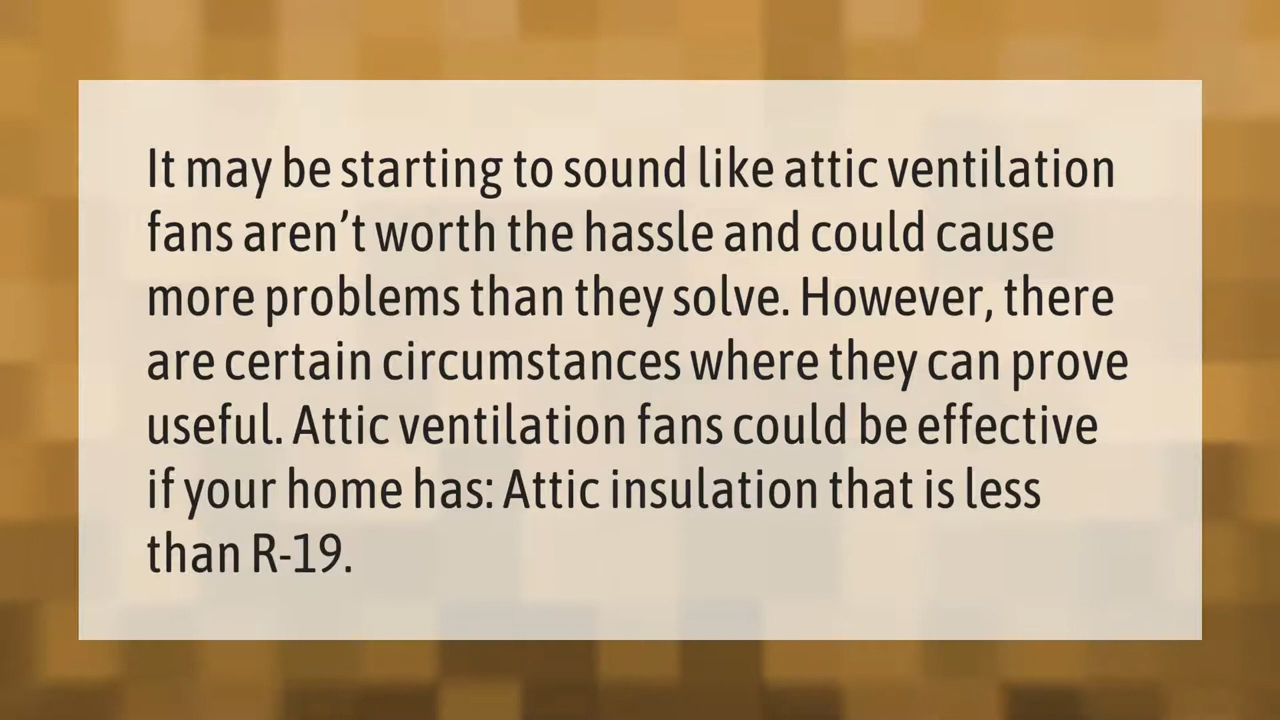 It may be starting to sound like attic ventilation
fans aren’t worth the hassle and could cause
more problems than they solve. However, there
are certain circumstances where they can prove
useful. Attic ventilation fans could be effective
if your home has: Attic insulation that is less
than R-19.